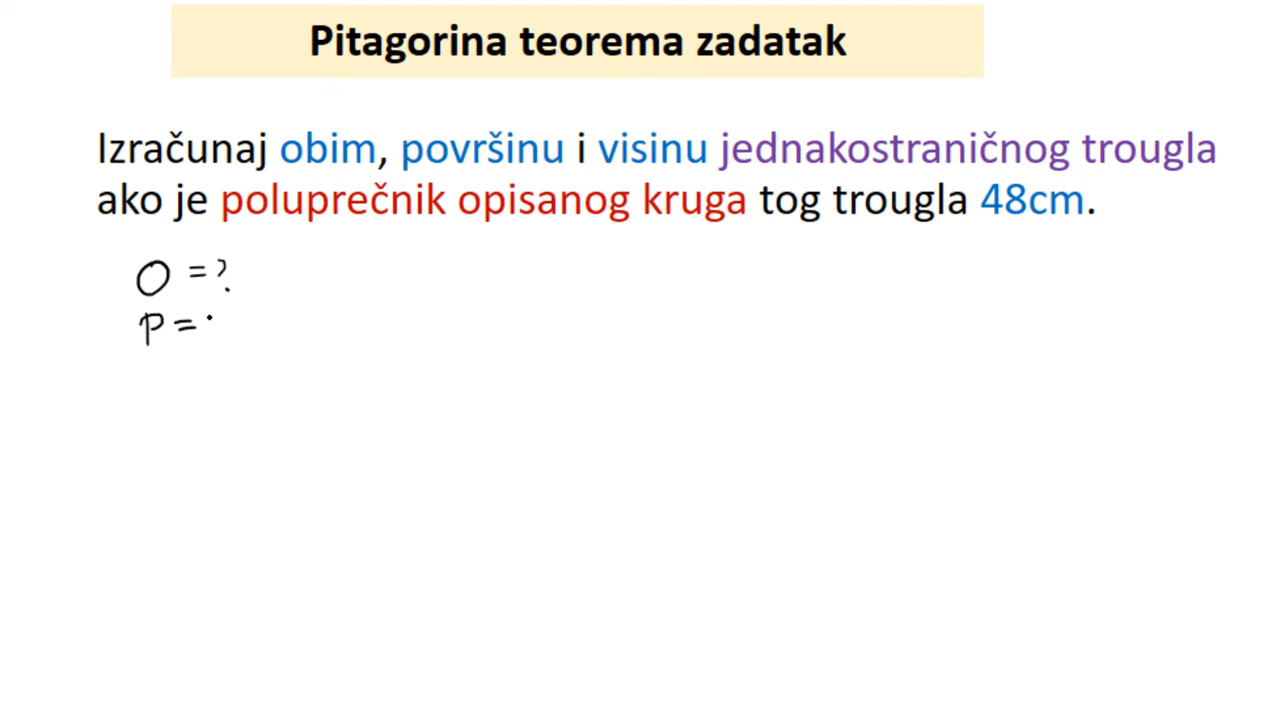 Pitagorina teorema zadatak
Izračunaj obim, površinu i visinu jednakostraničnog trougla
ako je poluprečnik opisanog kruga tog trougla 48cm.
O = ?
P = ·